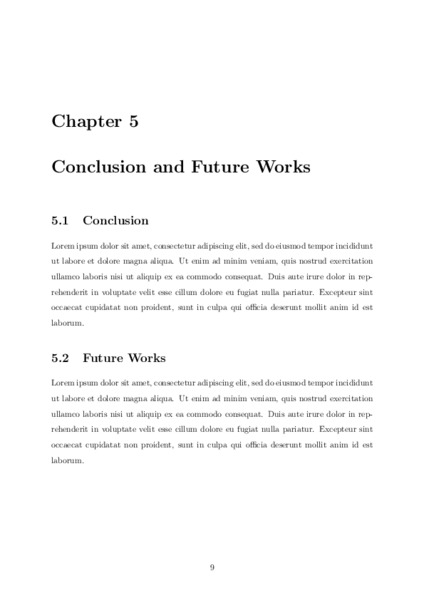 Chapter 5
Conclusion and Future Works
5.1 Conclusion
Lorem ipsum dolor sit amet, consectetur adipiscing elit, sed do eiusmod tempor incididunt
ut labore et dolore magna aliqua. Ut enim ad minim veniam, quis nostrud exercitation
ullamco laboris nisi ut aliquip ex ea commodo consequat. Duis aute irure dolor in rep-
rehenderit in voluptate velit esse cillum dolore eu fugiat nulla pariatur. Excepteur sint
occaecat cupidatat non proident, sunt in culpa qui officia deserunt mollit anim id est
laborum.
5.2 Future Works
Lorem ipsum dolor sit amet, consectetur adipiscing elit, sed do eiusmod tempor incididunt
ut labore et dolore magna aliqua. Ut enim ad minim veniam, quis nostrud exercitation
ullamco laboris nisi ut aliquip ex ea commodo consequat. Duis aute irure dolor in rep-
rehenderit in voluptate velit esse cillum dolore eu fugiat nulla pariatur. Excepteur sint
occaecat cupidatat non proident, sunt in culpa qui officia deserunt mollit anim id est
laborum.
9